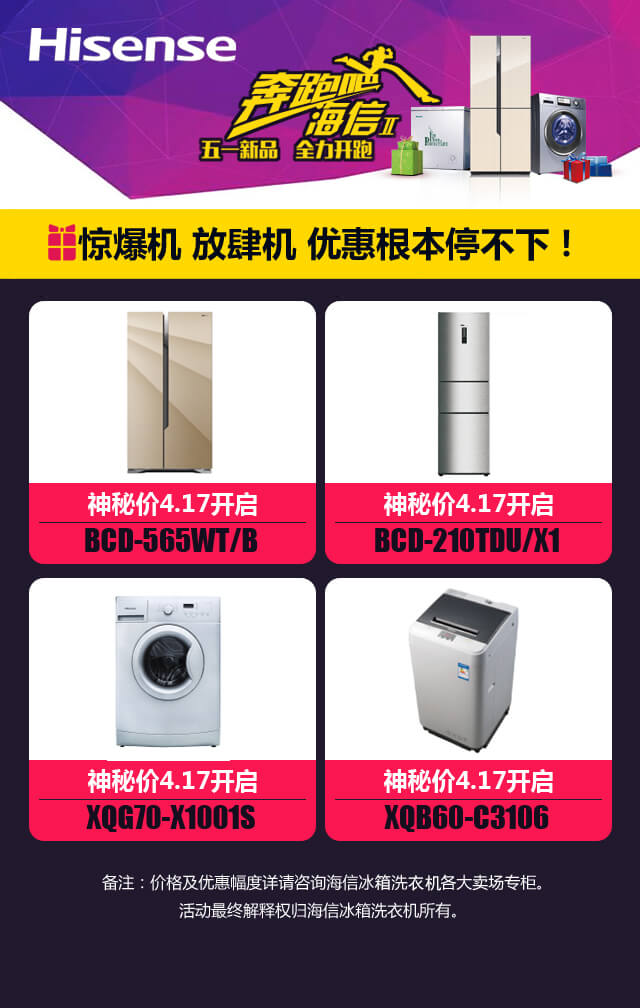 Hisense
奔跑吧
海信II
五一新品 全力开跑
惊爆机 放肆机 优惠根本停不下！
神秘价4.17开启
BCD-565WT/B
神秘价4.17开启
BCD-210TDU/X1
神秘价4.17开启
XQG70-X1001S
神秘价4.17开启
XQB60-C3106
备注：价格及优惠幅度详请咨询海信冰箱洗衣机各大卖场专柜。
活动最终解释权归海信冰箱洗衣机所有。